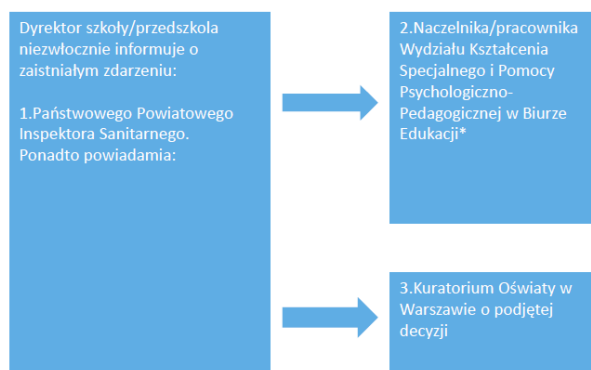 Dyrektor szkoły/przedszkola
niezwłocznie informuje o
zaistniałym zdarzeniu:
1.Państwowego Powiatowego
Inspektora Sanitarnego.
Ponadto powiadamia:
2.Naczelnika/pracownika
Wydziału Kształcenia
Specjalnego i Pomocy
Psychologiczno-
Pedagogicznej w Biurze
Edukacji*
3.Kuratorium Oświaty w
Warszawie o podjętej
decyzji